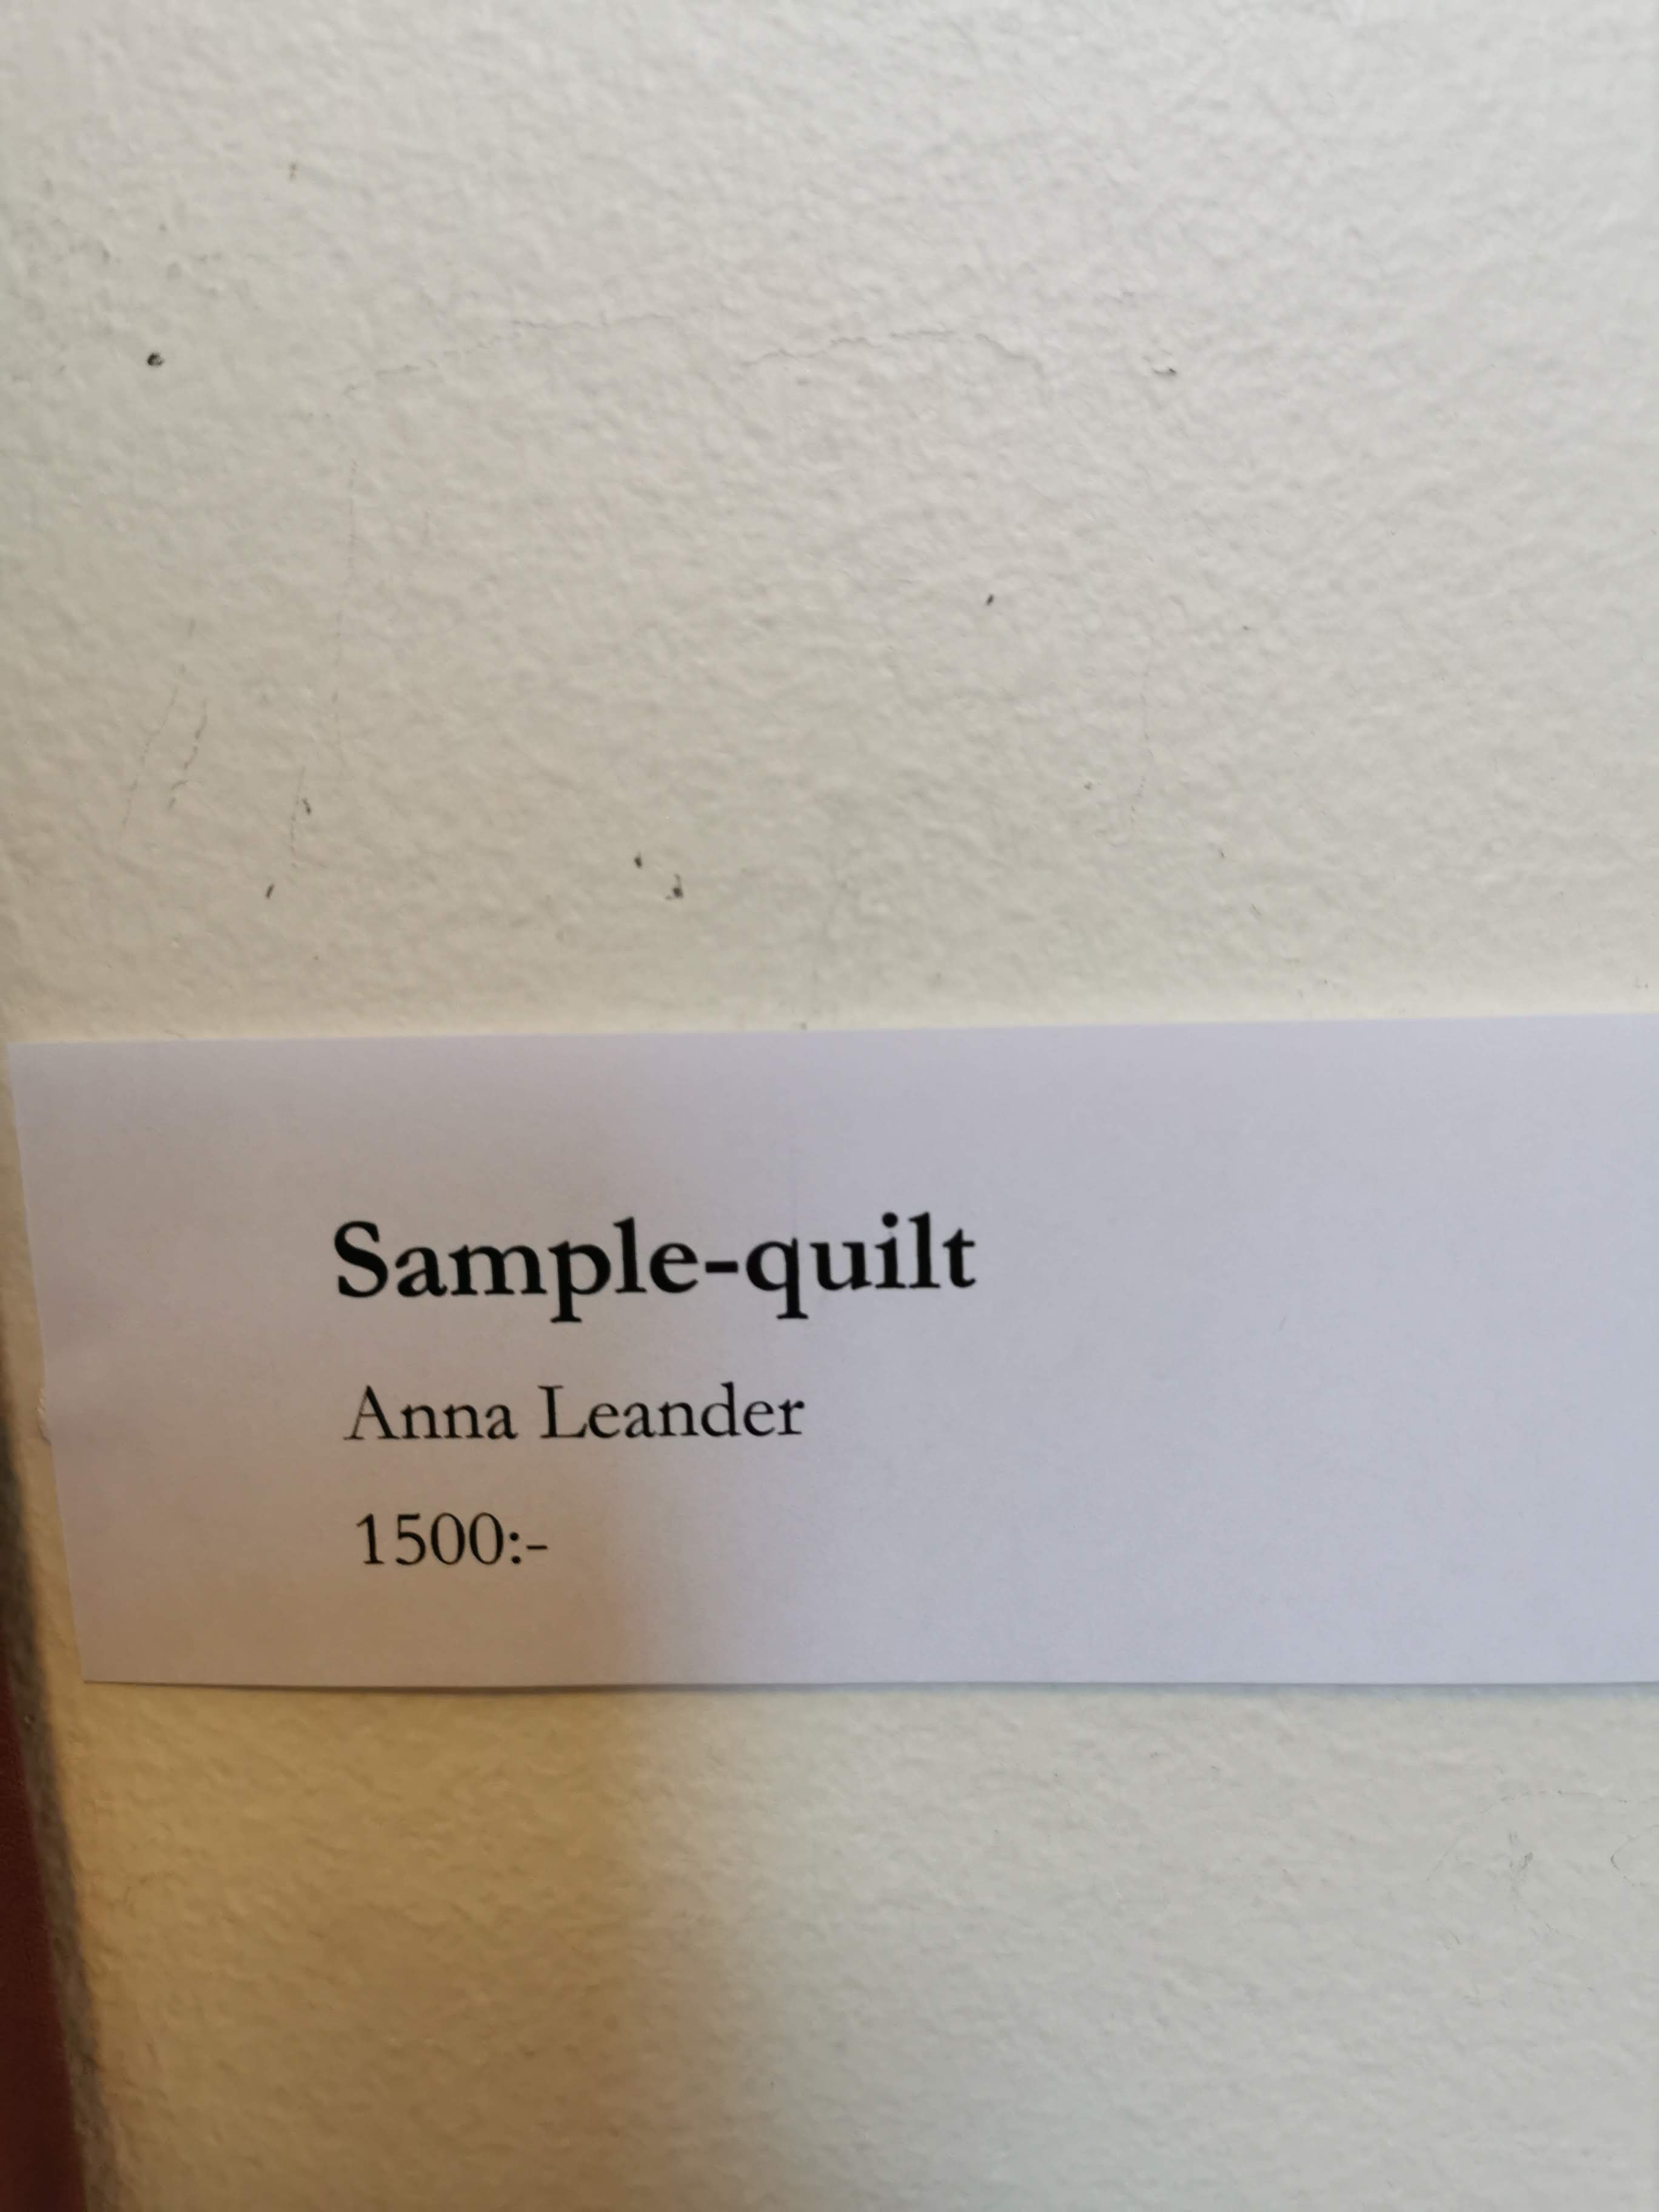 Sample-quilt
Anna Leander
1500:-